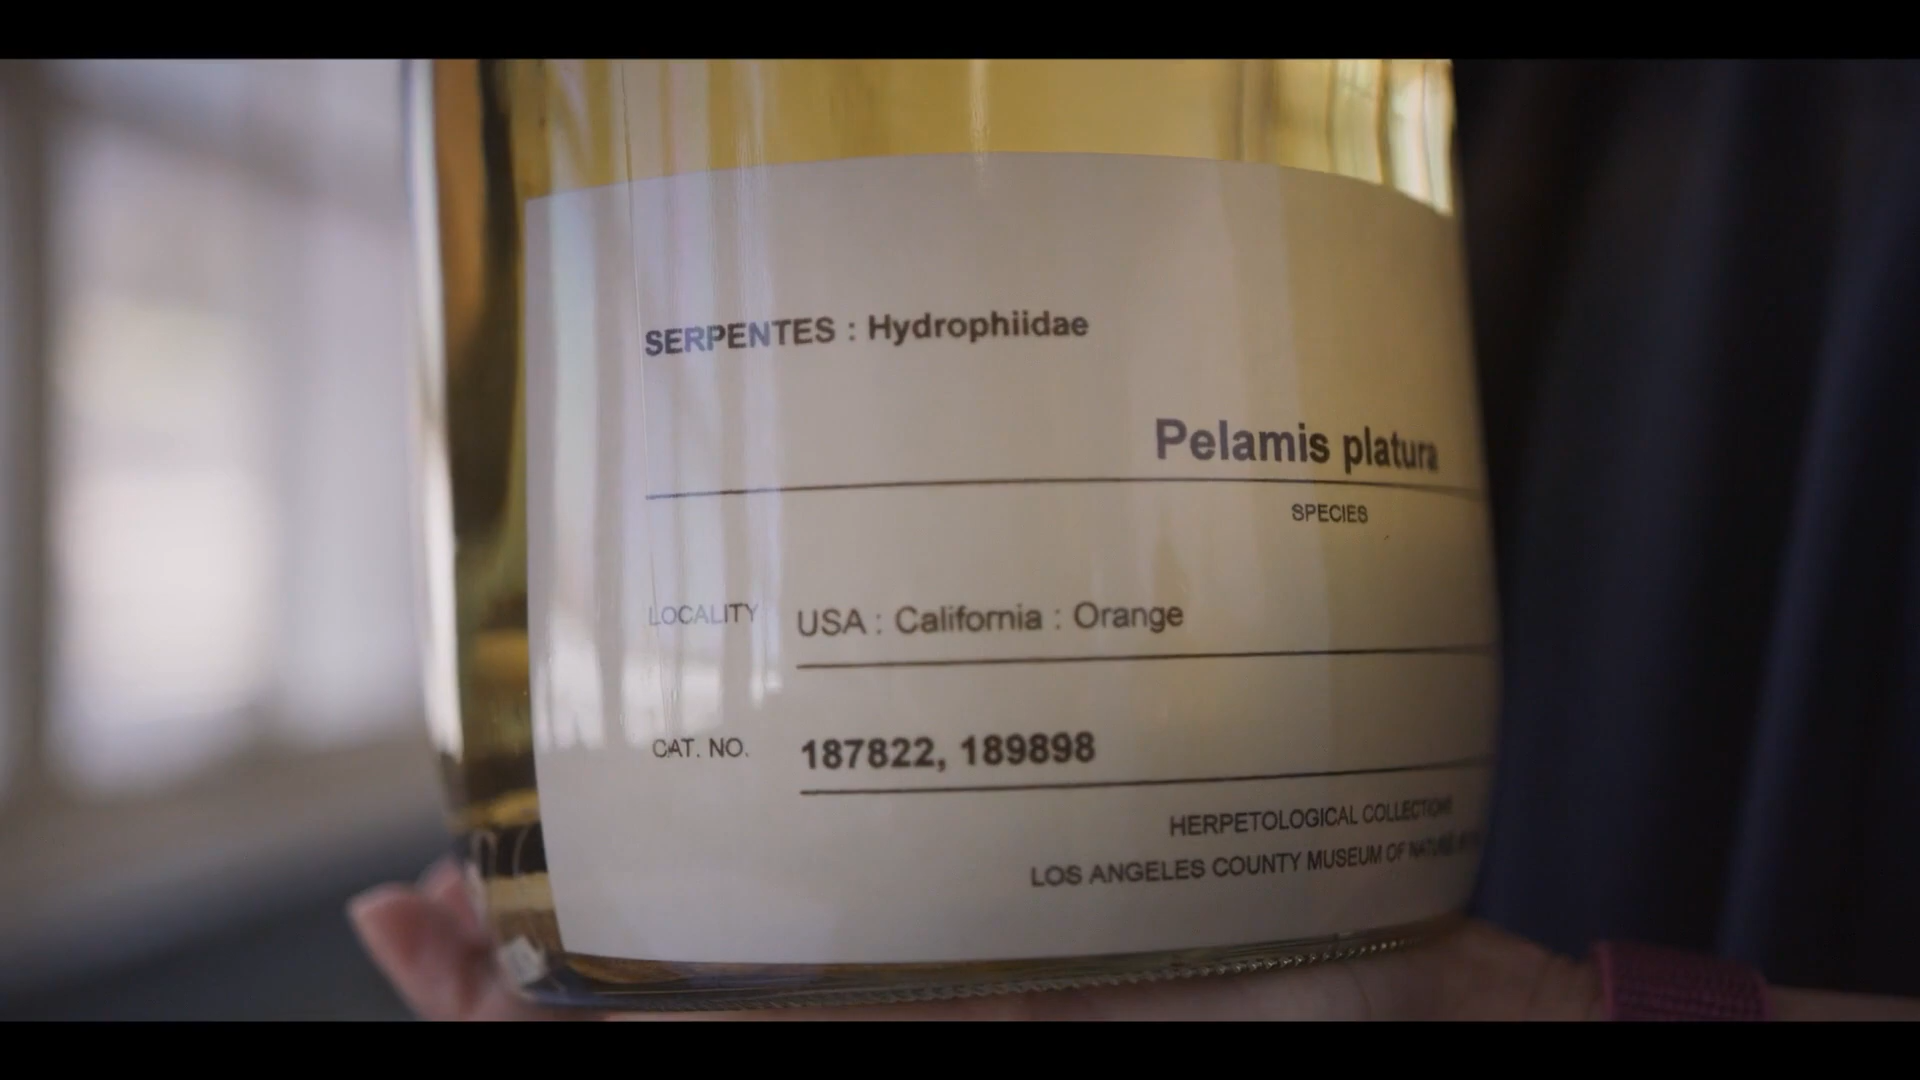 SERPENTES : Hydrophiidae
Pelamis platura
SPECIES
LOCALITY USA : California : Orange
CAT. NO. 187822, 189898
HERPETOLOGICAL COLLECTIONS
LOS ANGELES COUNTY MUSEUM OF